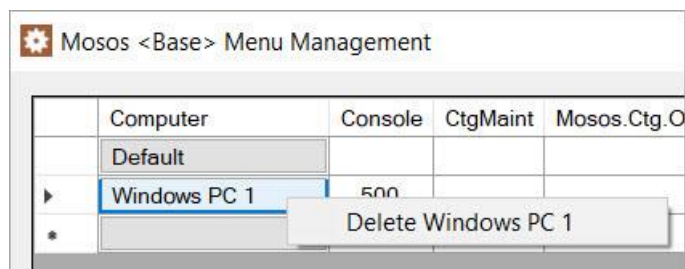 Mosos <Base> Menu Management
Computer Console CtgMaint Mosos.Ctg.O
Default
Windows PC 1 500
Delete Windows PC 1
*